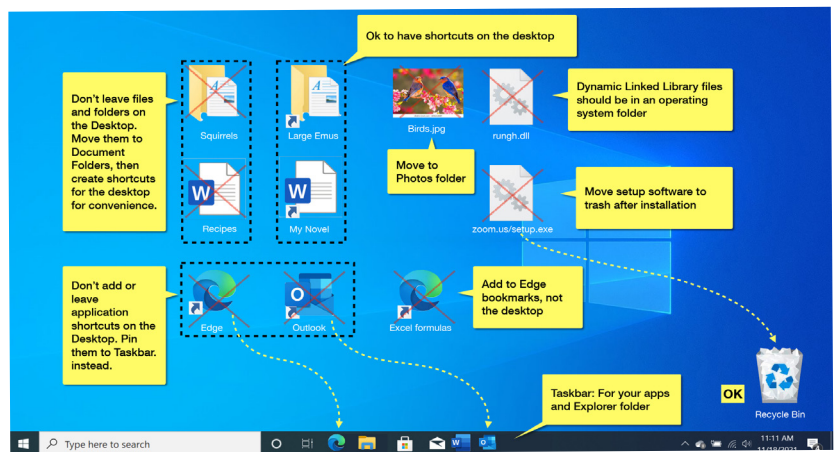 Ok to have shortcuts on the desktop
Don't leave files
and folders on
the Desktop.
Move them to
Document
Folders, then
create shortcuts
for the desktop
for convenience.
A
Squirrels
A
Large Emus
Birds.jpg
rungh.dll
Dynamic Linked Library files
should be in an operating
system folder
W
Recipes
W
My Novel
Move to
Photos folder
zoom.us/setup.exe
Move setup software to
trash after installation
Don't add or
leave
application
shortcuts on the
Desktop. Pin
them to Taskbar.
instead.
Edge
O
Outlook
Excel formulas
Add to Edge
bookmarks, not
the desktop
Taskbar: For your apps
and Explorer folder
OK
Recycle Bin
Type here to search
W
O
11:11 AM
11/18/2021
4